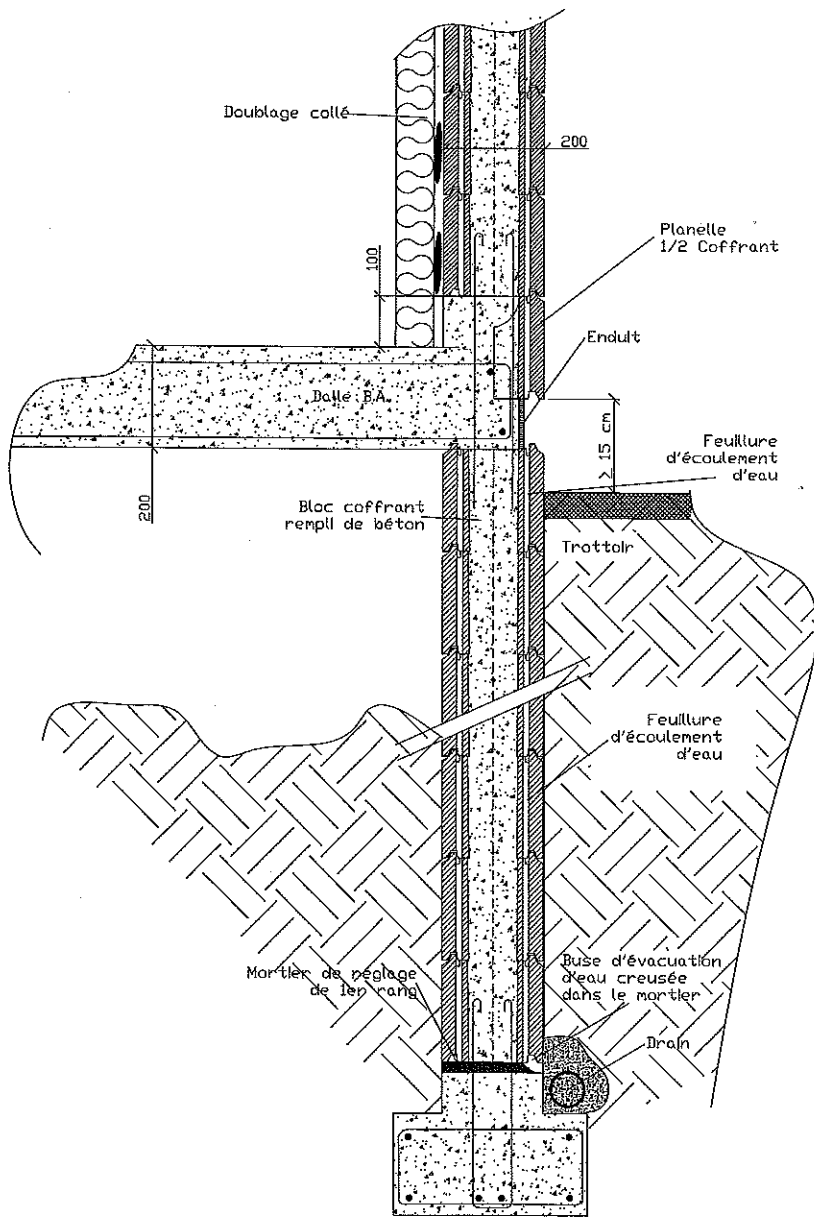 Doublage collé
200
Planelle
1/2 Coffrant
100
Enduit
Dalle B.A.
≥ 15 cm
Feuillure
d'écoulement
d'eau
200
Bloc coffrant
rempli de béton
Trottoir
Feuillure
d'écoulement
d'eau
Mortier de réglage
de 1er rang
Buse d'évacuation
d'eau creusée
dans le mortier
Drain